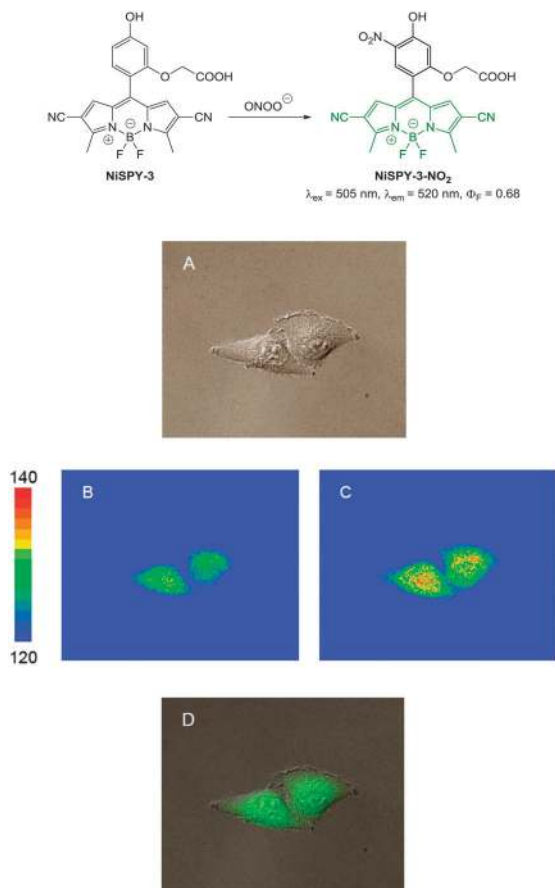 OH
OH
O₂N
O
COOH
O
COOH
ONOO⊖
NC
CN
NC
CN
N
⊕
B
⊖
N
N
⊕
B
⊖
N
F
F
F
F
NiSPY-3
NiSPY-3-NO₂
λex = 505 nm, λem = 520 nm, ΦF = 0.68
A
140
B
C
120
D